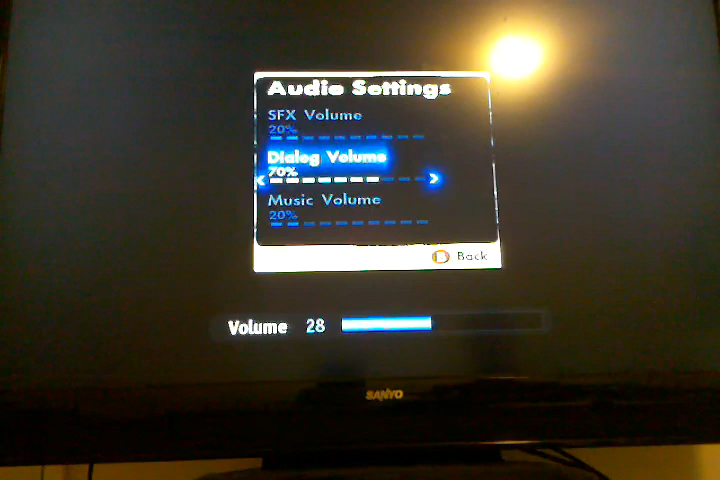 Audio Settings
SFX Volume
20%
Dialog Volume
70%
< >
Music Volume
20%
B Back
Volume 28
SANYO